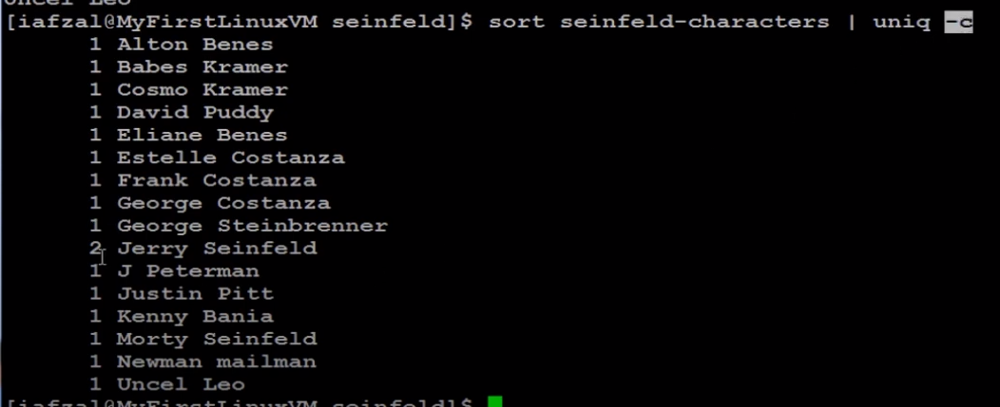 Uncel Leo
[iafzal@MyFirstLinuxVM seinfeld]$ sort seinfeld-characters | uniq -c
1 Alton Benes
1 Babes Kramer
1 Cosmo Kramer
1 David Puddy
1 Eliane Benes
1 Estelle Costanza
1 Frank Costanza
1 George Costanza
1 George Steinbrenner
2 Jerry Seinfeld
1 J Peterman
1 Justin Pitt
1 Kenny Bania
1 Morty Seinfeld
1 Newman mailman
1 Uncel Leo
[iafzal@MyFirstLinuxVM seinfeld]$